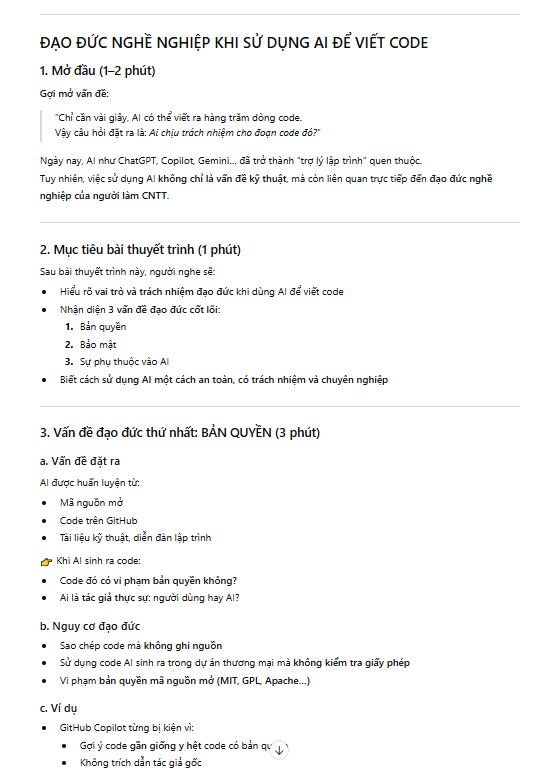 ĐẠO ĐỨC NGHỀ NGHIỆP KHI SỬ DỤNG AI ĐỂ VIẾT CODE
1. Mở đầu (1–2 phút)
Gợi mở vấn đề:
"Chỉ cần vài giây, AI có thể viết ra hàng trăm dòng code.
Vậy câu hỏi đặt ra là: Ai chịu trách nhiệm cho đoạn code đó?"
Ngày nay, AI như ChatGPT, Copilot, Gemini... đã trở thành "trợ lý lập trình" quen thuộc.
Tuy nhiên, việc sử dụng AI không chỉ là vấn đề kỹ thuật, mà còn liên quan trực tiếp đến đạo đức nghề
nghiệp của người làm CNTT.
2. Mục tiêu bài thuyết trình (1 phút)
Sau bài thuyết trình này, người nghe sẽ:
• Hiểu rõ vai trò và trách nhiệm đạo đức khi dùng AI để viết code
• Nhận diện 3 vấn đề đạo đức cốt lõi:
1. Bản quyền
2. Bảo mật
3. Sự phụ thuộc vào AI
• Biết cách sử dụng AI một cách an toàn, có trách nhiệm và chuyên nghiệp
3. Vấn đề đạo đức thứ nhất: BẢN QUYỀN (3 phút)
a. Vấn đề đặt ra
AI được huấn luyện từ:
• Mã nguồn mở
• Code trên GitHub
• Tài liệu kỹ thuật, diễn đàn lập trình
👉 Khi AI sinh ra code:
• Code đó có vi phạm bản quyền không?
• Ai là tác giả thực sự: người dùng hay AI?
b. Nguy cơ đạo đức
• Sao chép code mà không ghi nguồn
• Sử dụng code AI sinh ra trong dự án thương mại mà không kiểm tra giấy phép
• Vi phạm bản quyền mã nguồn mở (MIT, GPL, Apache...)
c. Ví dụ
• GitHub Copilot từng bị kiện vì:
• Gợi ý code gần giống y hệt code có bản
• Không trích dẫn tác giả gốc